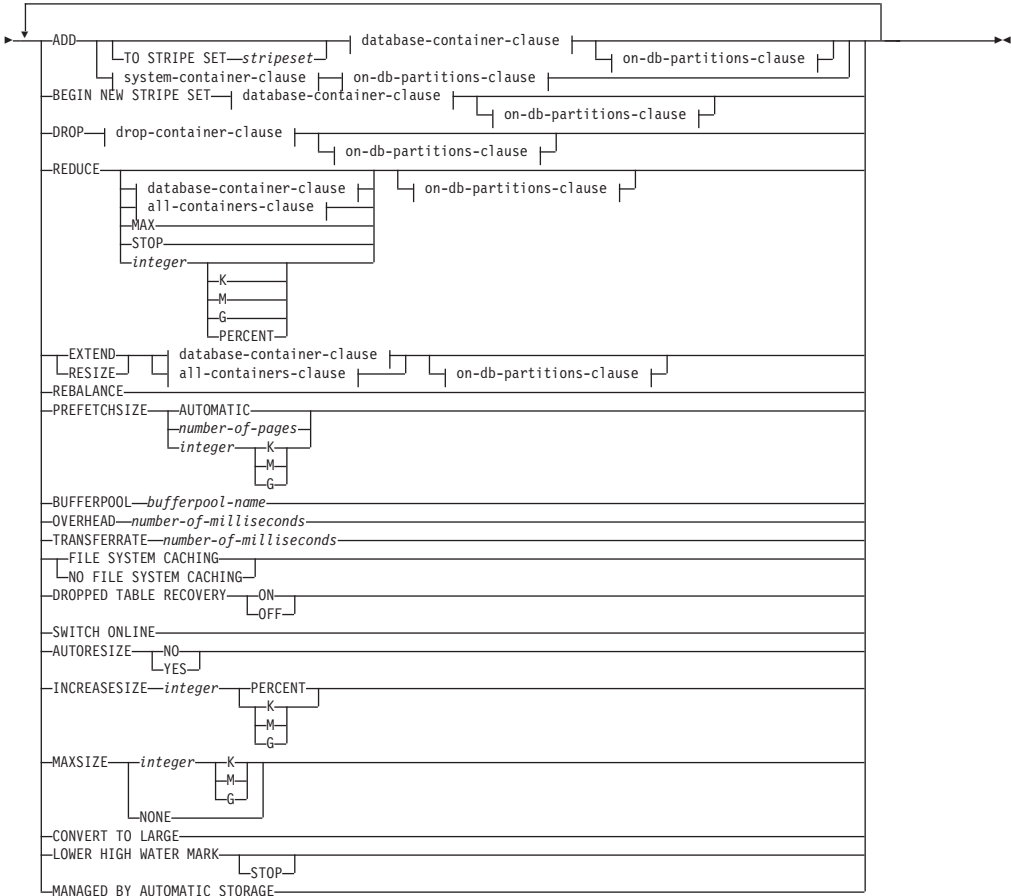 ADD database-container-clause
TO STRIPE SET stripeset on-db-partitions-clause
system-container-clause on-db-partitions-clause
BEGIN NEW STRIPE SET database-container-clause
on-db-partitions-clause
DROP drop-container-clause
on-db-partitions-clause
REDUCE
database-container-clause on-db-partitions-clause
all-containers-clause
MAX
STOP
integer
K
M
G
PERCENT
EXTEND database-container-clause
RESIZE all-containers-clause on-db-partitions-clause
REBALANCE
PREFETCHSIZE AUTOMATIC
number-of-pages
integer K
M
G
BUFFERPOOL bufferpool-name
OVERHEAD number-of-milliseconds
TRANSFERRATE number-of-milliseconds
FILE SYSTEM CACHING
NO FILE SYSTEM CACHING
DROPPED TABLE RECOVERY ON
OFF
SWITCH ONLINE
AUTORESIZE NO
YES
INCREASESIZE integer PERCENT
K
M
G
MAXSIZE integer K
M
G
NONE
CONVERT TO LARGE
LOWER HIGH WATER MARK
STOP
MANAGED BY AUTOMATIC STORAGE